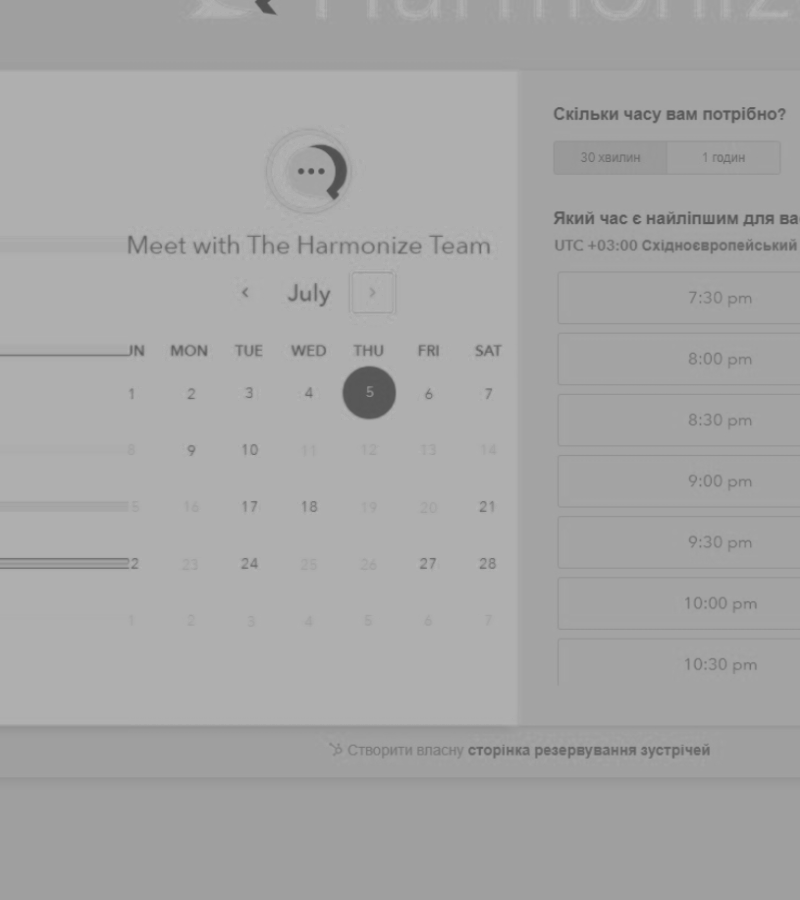 Harmoniz
Meet with The Harmonize Team
July
UN MON TUE WED THU FRI SAT
1 2 3 4 5 6 7
8 9 10 11 12 13 14
5 16 17 18 19 20 21
22 23 24 25 26 27 28
1 2 3 4 5 6 7
Скільки часу вам потрібно?
30 хвилин 1 годин
Який час є найліпшим для ва
UTC +03:00 Східноєвропейський
7:30 pm
8:00 pm
8:30 pm
9:00 pm
9:30 pm
10:00 pm
10:30 pm
Створити власну сторінка резервування зустрічей